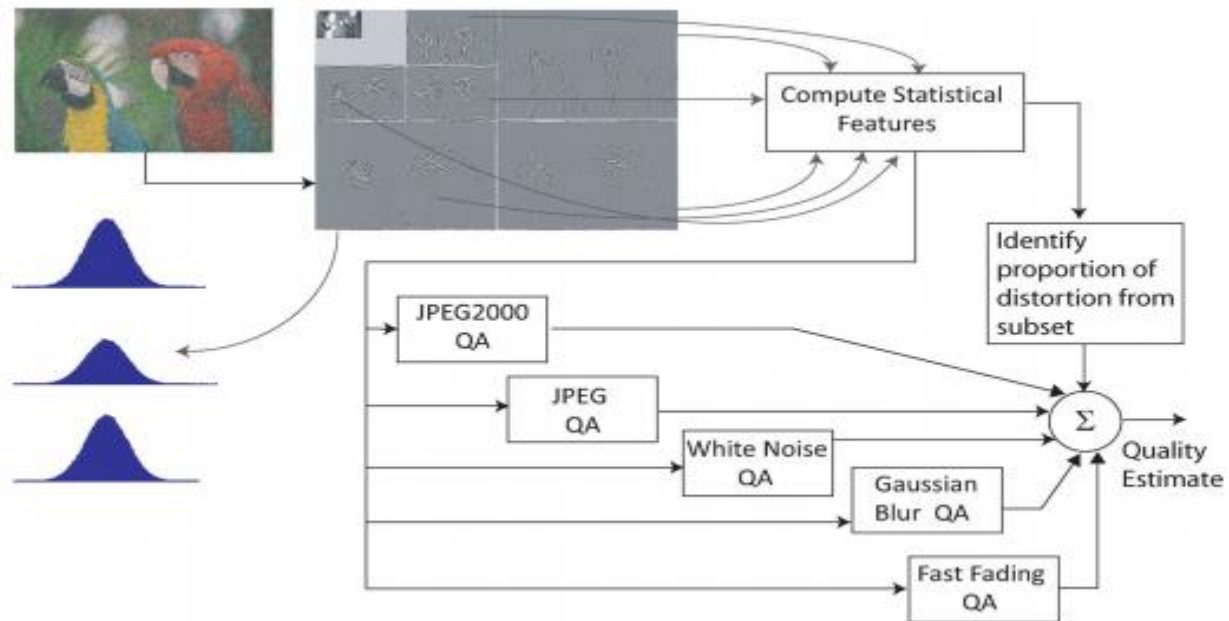 Compute Statistical
Features
Identify
proportion of
distortion from
subset
JPEG2000
QA
JPEG
QA
White Noise
QA
Gaussian
Blur QA
Fast Fading
QA
Σ
Quality
Estimate